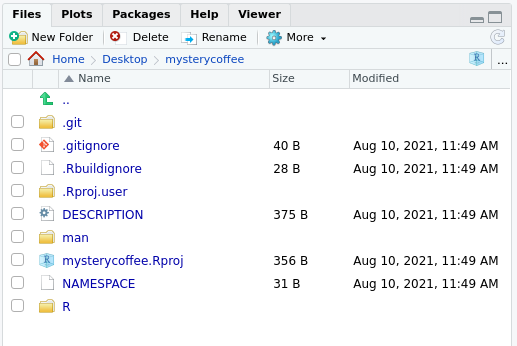 Files Plots Packages Help Viewer
New Folder Delete Rename More
Home Desktop mysterycoffee R ...
Name Size Modified
..
.git
.gitignore 40 B Aug 10, 2021, 11:49 AM
.Rbuildignore 28 B Aug 10, 2021, 11:49 AM
.Rproj.user
DESCRIPTION 375 B Aug 10, 2021, 11:49 AM
man
mysterycoffee.Rproj 356 B Aug 10, 2021, 11:49 AM
NAMESPACE 31 B Aug 10, 2021, 11:49 AM
R